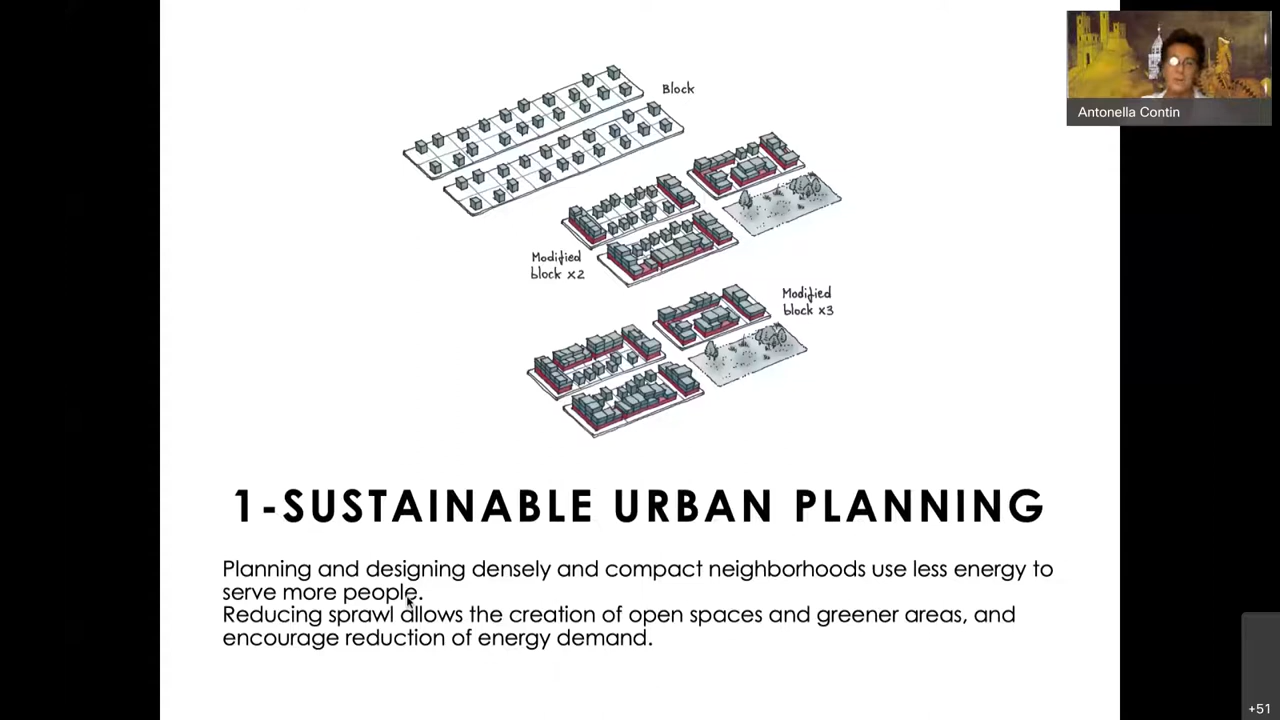 Block
Antonella Contin
Modified
block x2
Modified
block x3
1-SUSTAINABLE URBAN PLANNING
Planning and designing densely and compact neighborhoods use less energy to
serve more people.
Reducing sprawl allows the creation of open spaces and greener areas, and
encourage reduction of energy demand.
+51